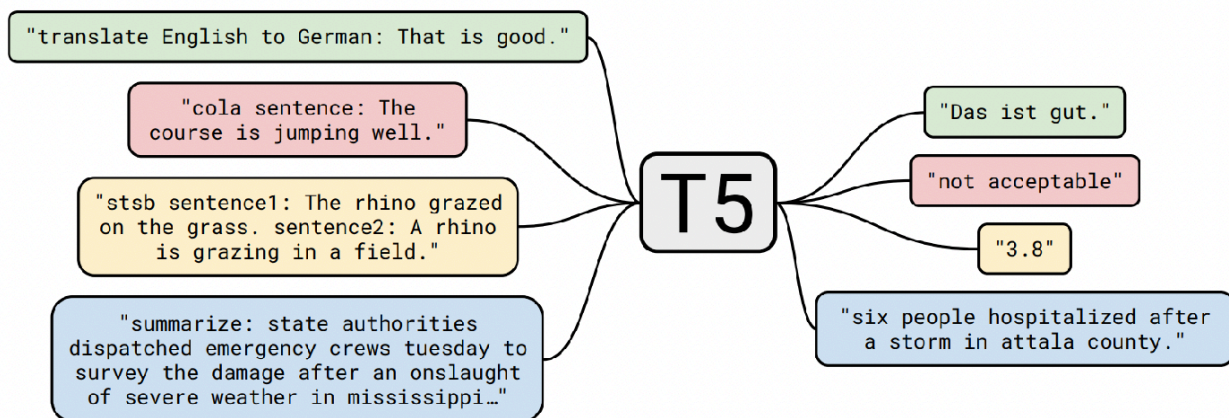 "translate English to German: That is good."
"cola sentence: The
course is jumping well."
"stsb sentence1: The rhino grazed
on the grass. sentence2: A rhino
is grazing in a field."
"summarize: state authorities
dispatched emergency crews tuesday to
survey the damage after an onslaught
of severe weather in mississippi…"
T5
"Das ist gut."
"not acceptable"
"3.8"
"six people hospitalized after
a storm in attala county."